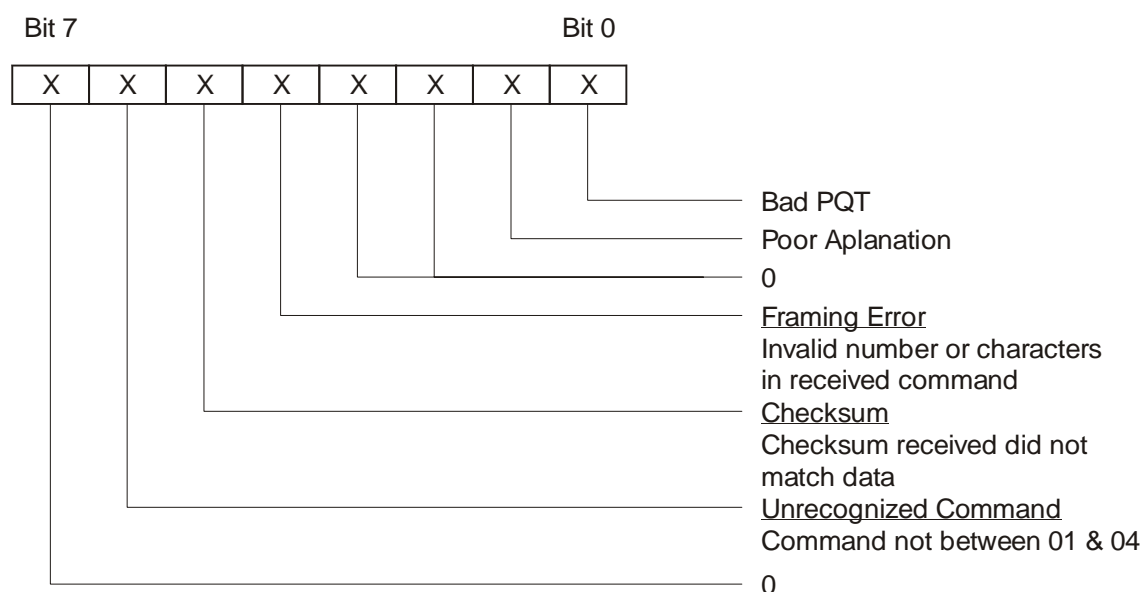 Bit 7 Bit 0
X X X X X X X X
Bad PQT
Poor Aplanation
0
Framing Error
Invalid number or characters
in received command
Checksum
Checksum received did not
match data
Unrecognized Command
Command not between 01 & 04
0